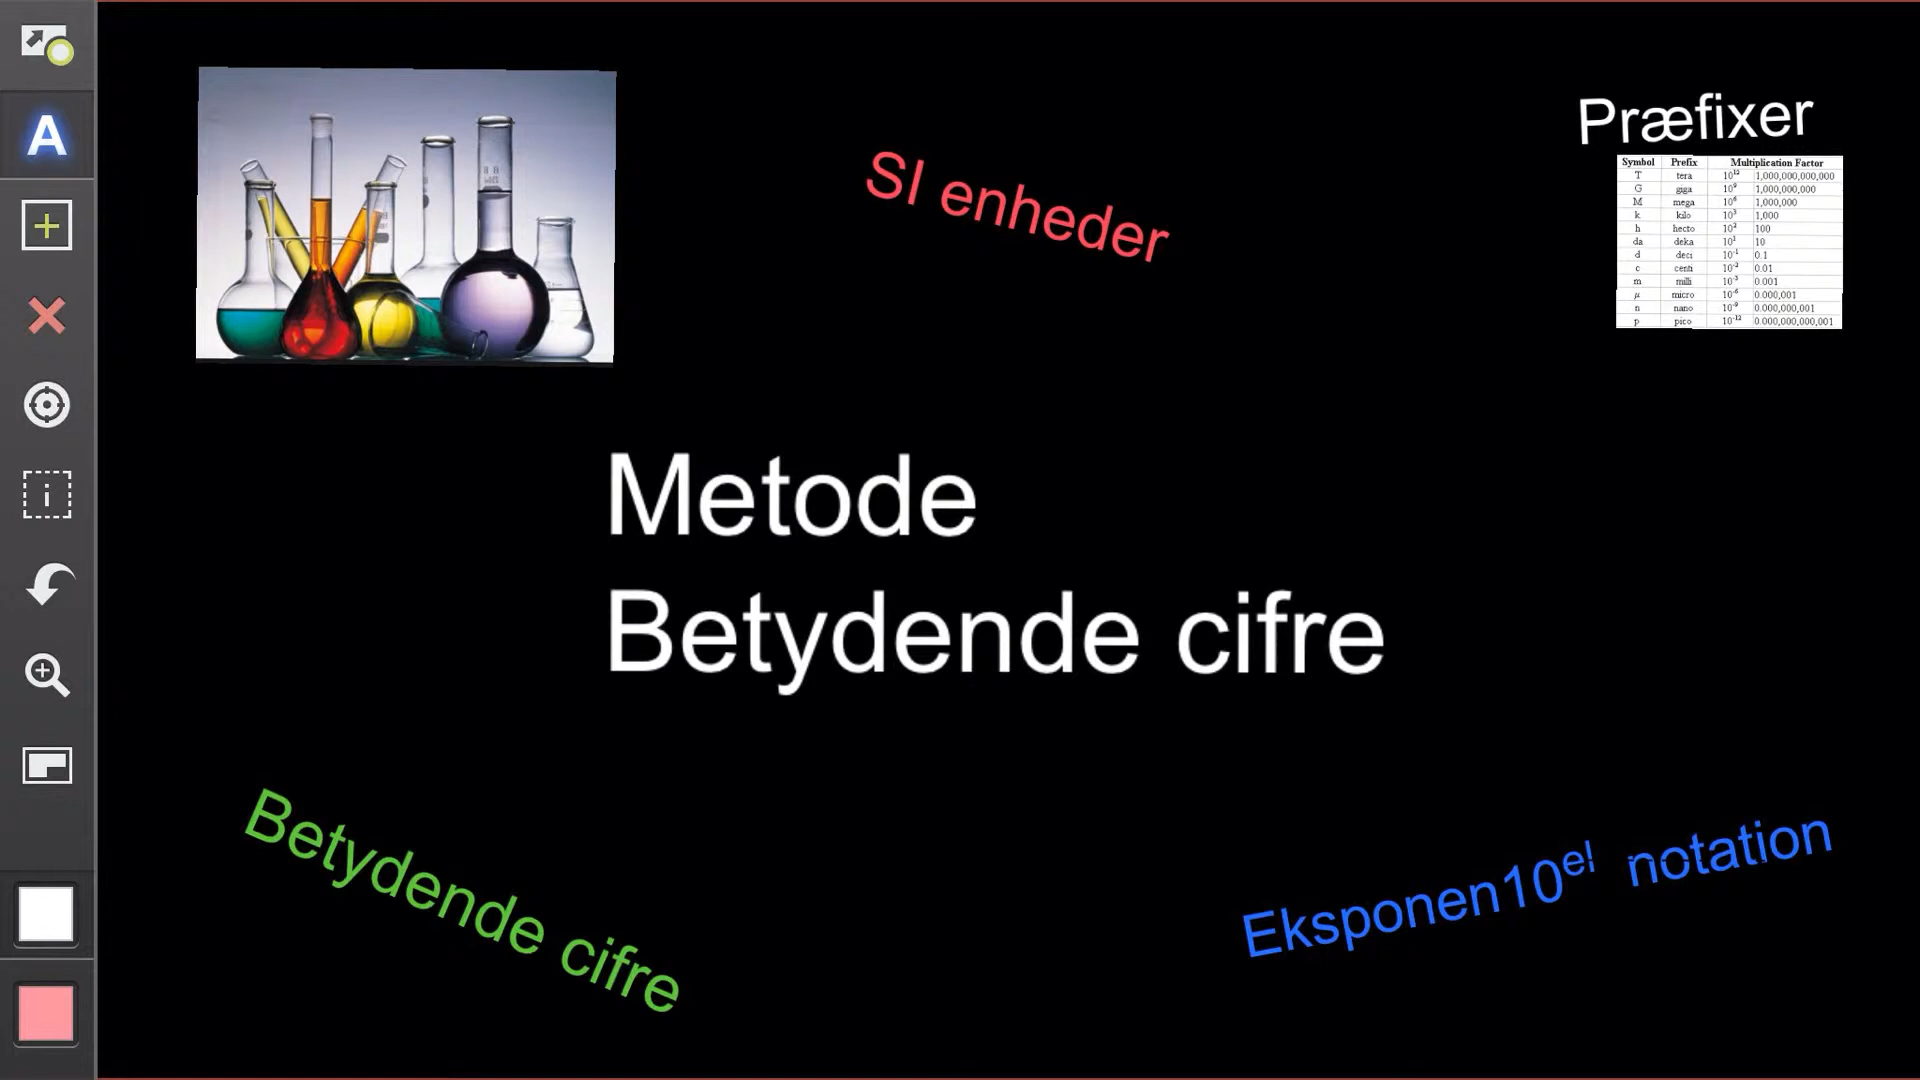 A
SI enheder
Præfixer
Symbol Prefix Multiplication Factor
T tera 10¹² 1,000,000,000,000
G giga 10⁹ 1,000,000,000
M mega 10⁶ 1,000,000
k kilo 10³ 1,000
h hecto 10² 100
da deka 10¹ 10
d deci 10⁻¹ 0.1
c centi 10⁻² 0.01
m milli 10⁻³ 0.001
μ micro 10⁻⁶ 0.000,001
n nano 10⁻⁹ 0.000,000,001
p pico 10⁻¹² 0.000,000,000,001
Metode
Betydende cifre
Betydende cifre
Eksponen10ᵉˡ notation
i